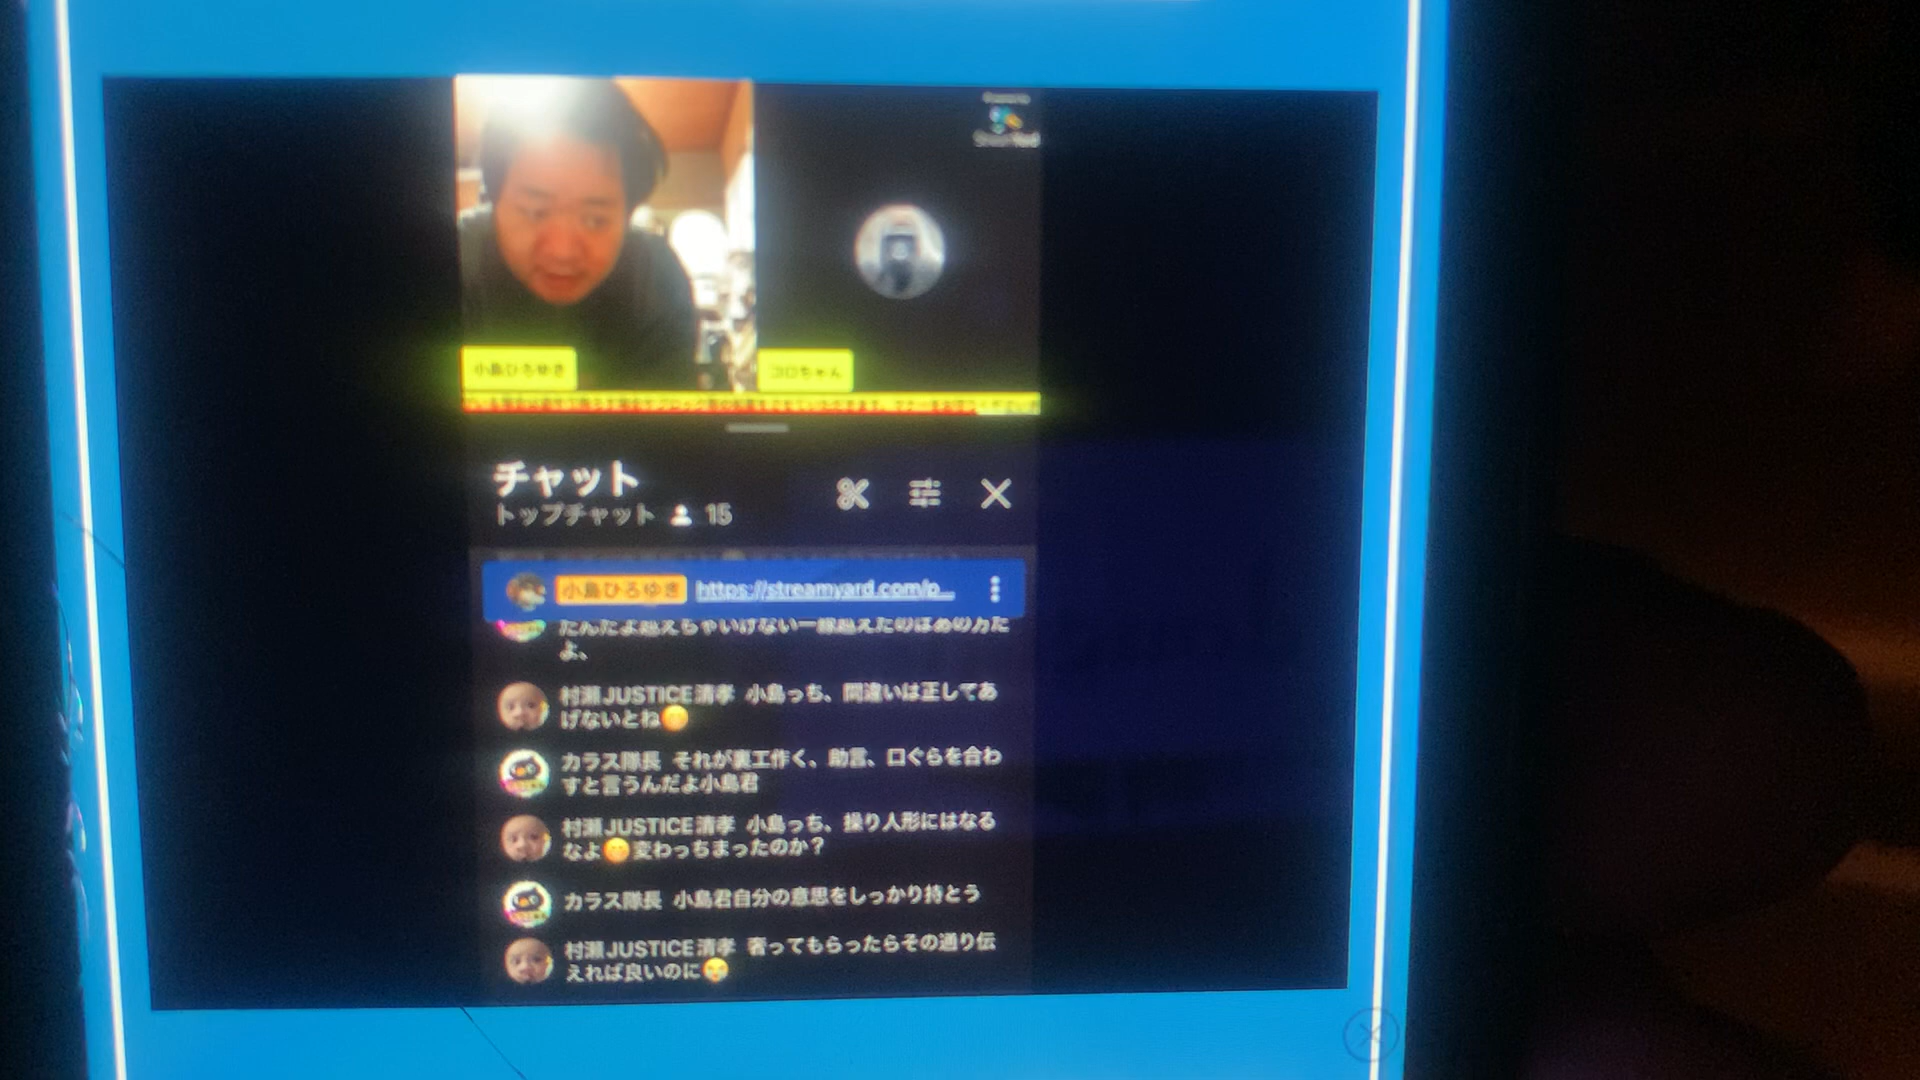 小島ひろゆき
コロちゃん
チャット
トップチャット 15
小島ひろゆき https://streamyard.com/p...
よ、
村瀬JUSTICE清孝 小島っち、間違いは正してあ
げないとね
カラス隊長 それが裏工作く、助言、口ぐらを合わ
すと言うんだよ小島君
村瀬JUSTICE清孝 小島っち、操り人形にはなる
なよ 変わっちまったのか？
カラス隊長 小島君自分の意思をしっかり持とう
村瀬JUSTICE清孝 奢ってもらったらその通り伝
えれば良いのに